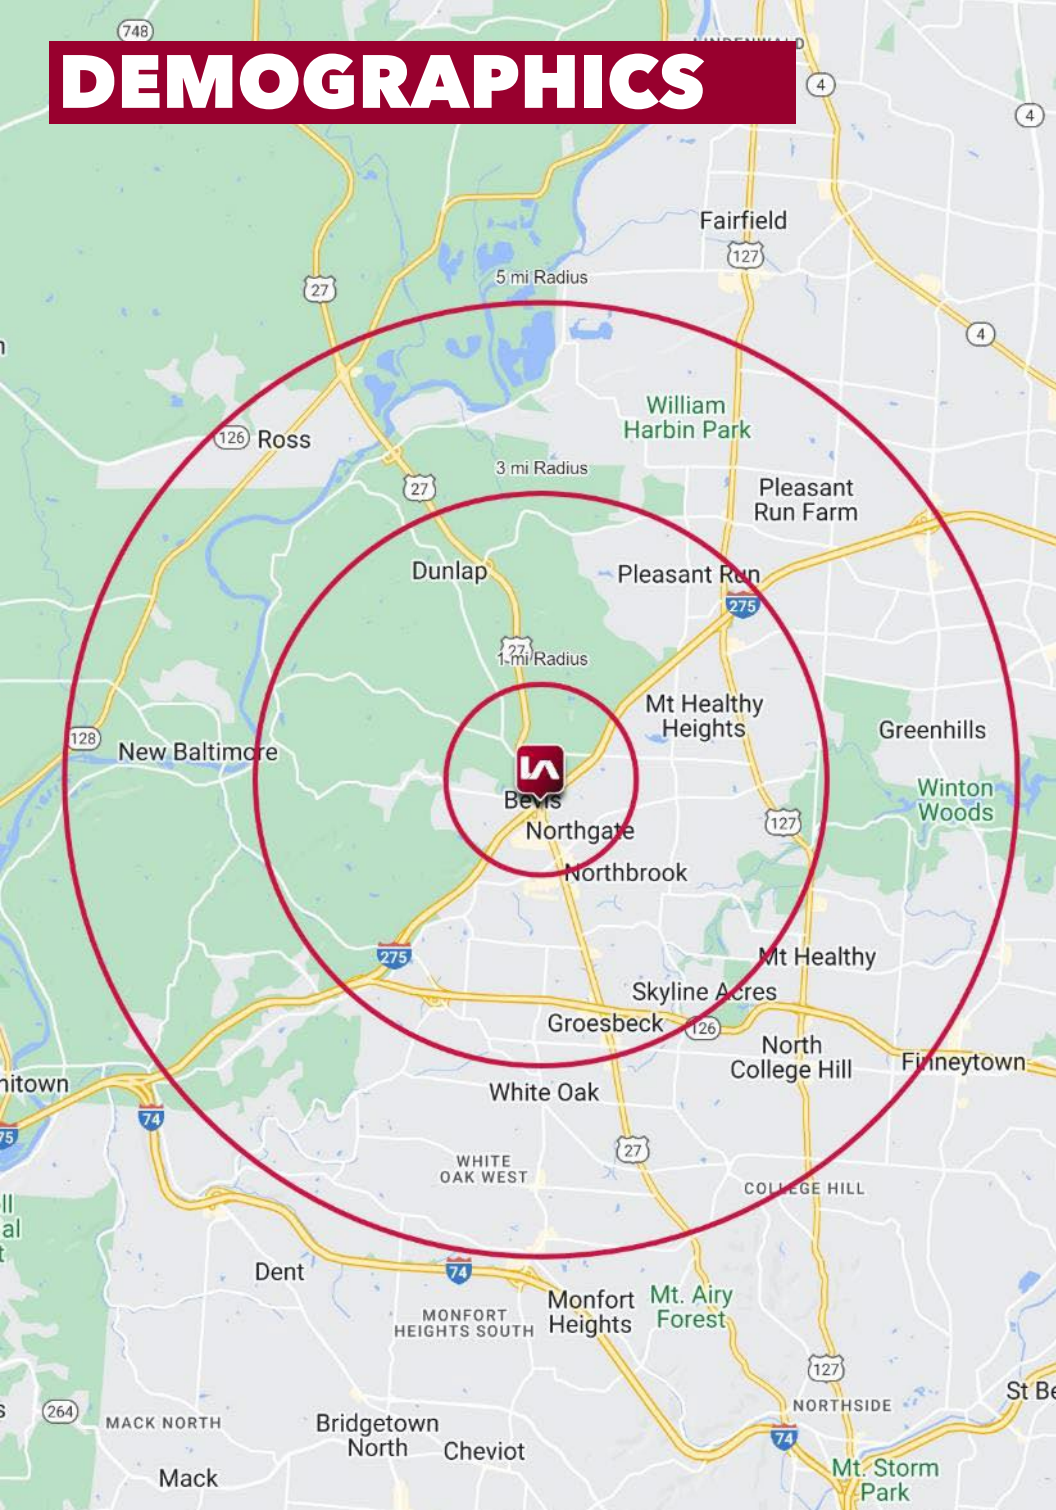 748
DEMOGRAPHICS
4
4
Fairfield
127
5 mi Radius
27
4
William
Harbin Park
126
Ross
3 mi Radius
27
Pleasant
Run Farm
Dunlap
Pleasant Run
275
27
1 mi Radius
Mt Healthy
Heights
Greenhills
128
New Baltimore
Winton
Woods
Bevis
Northgate
127
Northbrook
275
Mt Healthy
Skyline Acres
Groesbeck
126
North
College Hill
Finneytown
White Oak
74
27
WHITE
OAK WEST
COLLEGE HILL
Dent
74
Monfort
Heights
Mt. Airy
Forest
MONFORT
HEIGHTS SOUTH
127
264
MACK NORTH
NORTHSIDE
Bridgetown
North
Cheviot
74
Mack
Mt. Storm
Park